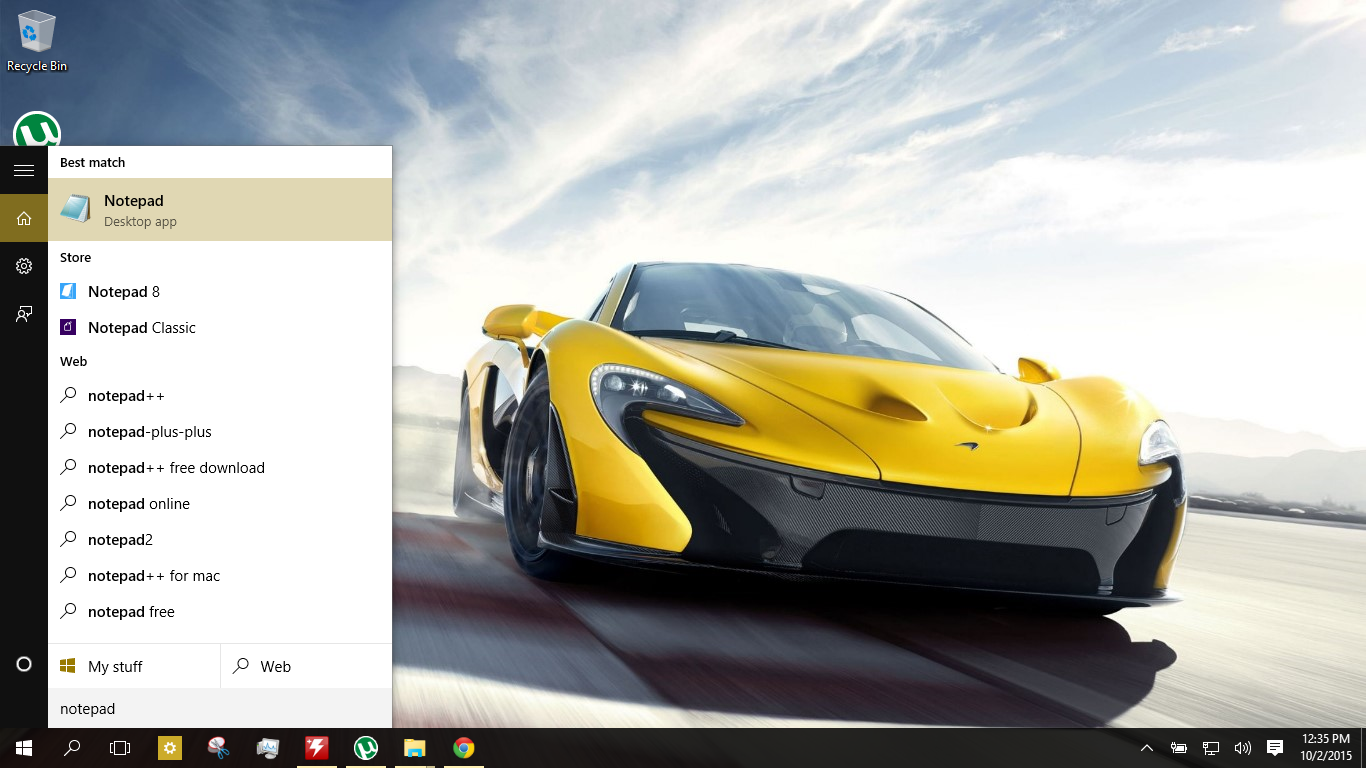 Recycle Bin
Best match
Notepad
Desktop app
Store
Notepad 8
Notepad Classic
Web
notepad++
notepad-plus-plus
notepad++ free download
notepad online
notepad2
notepad++ for mac
notepad free
My stuff
Web
notepad
12:35 PM
10/2/2015